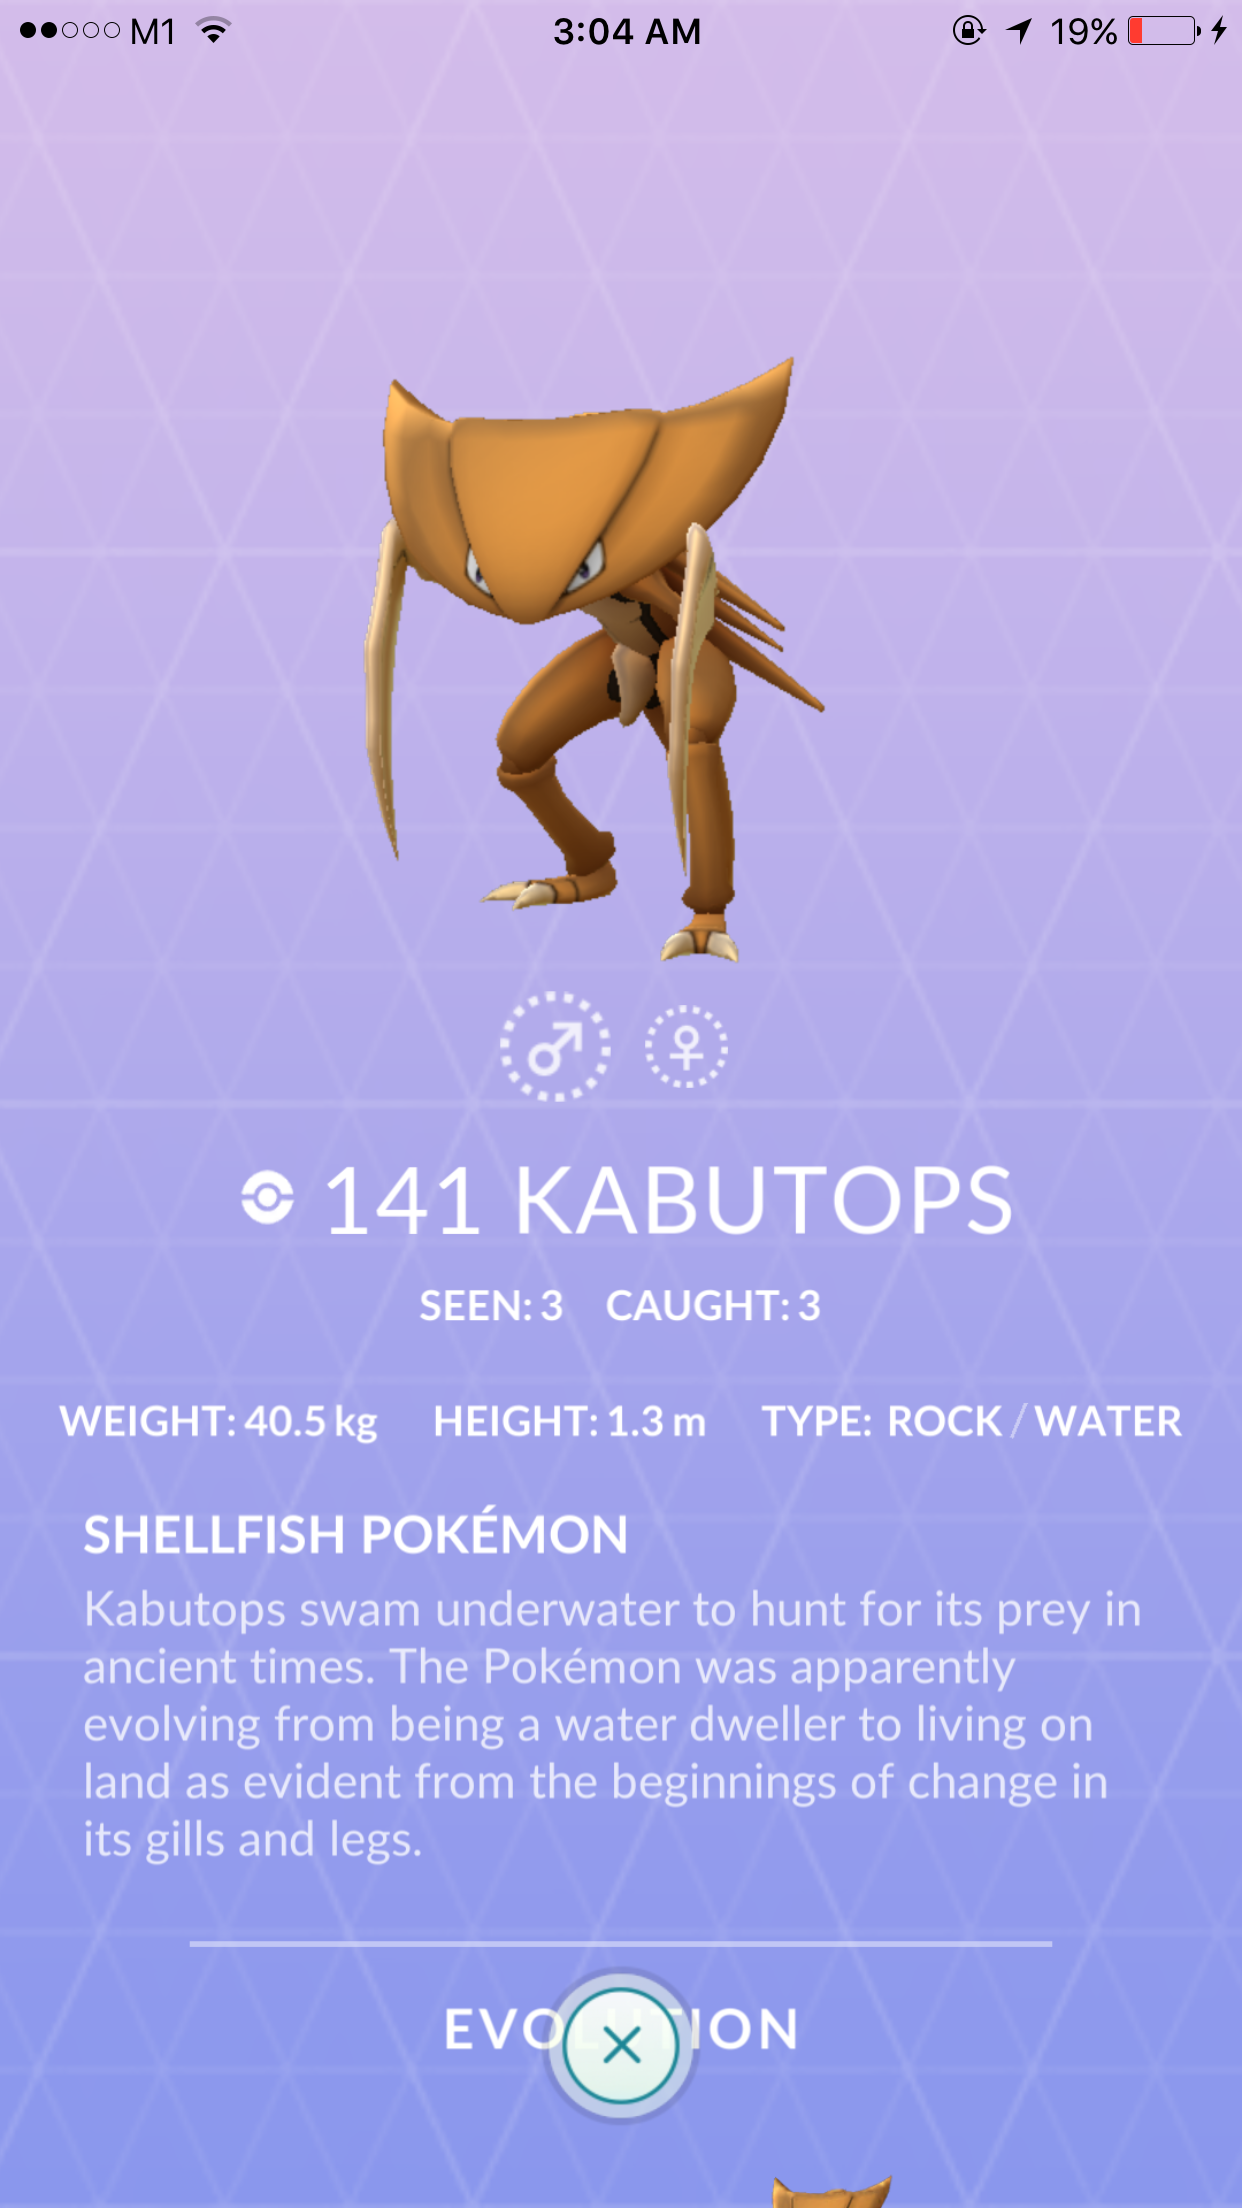 M1 3:04 AM 19%
141 KABUTOPS
SEEN: 3 CAUGHT: 3
WEIGHT: 40.5 kg HEIGHT: 1.3 m TYPE: ROCK / WATER
SHELLFISH POKÉMON
Kabutops swam underwater to hunt for its prey in
ancient times. The Pokémon was apparently
evolving from being a water dweller to living on
land as evident from the beginnings of change in
its gills and legs.
EVOLUTION